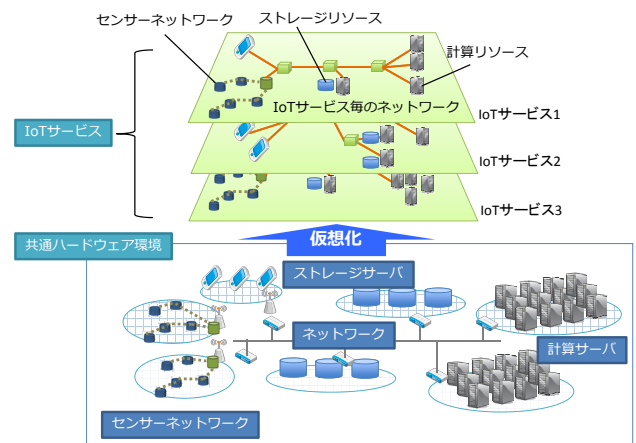 センサーネットワーク
ストレージリソース
計算リソース
IoTサービス毎のネットワーク
IoTサービス1
IoTサービス
IoTサービス2
IoTサービス3
仮想化
共通ハードウェア環境
ストレージサーバ
ネットワーク
計算サーバ
センサーネットワーク